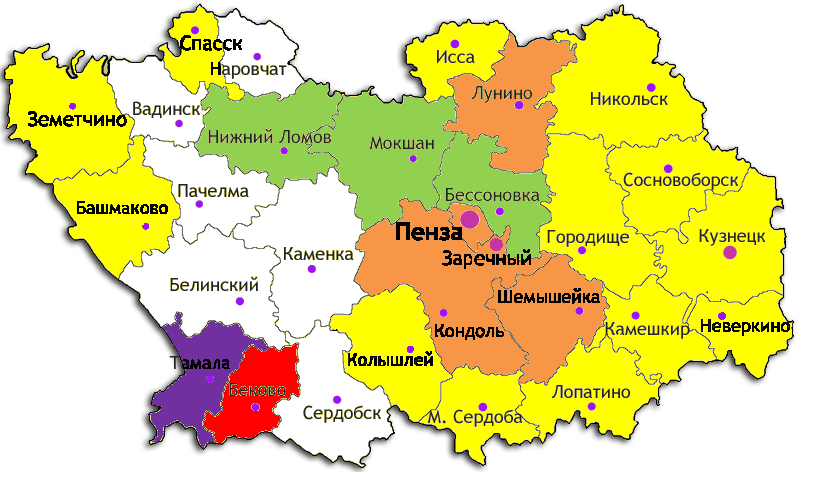 Спасск
Наровчат
Исса
Лунино
Никольск
Земетчино
Вадинск
Нижний Ломов
Мокшан
Сосновоборск
Пачелма
Бессоновка
Башмаково
Пенза
Городище
Кузнецк
Каменка
Заречный
Белинский
Шемышейка
Кондоль
Камешкир
Неверкино
Тамала
Колышлей
Беково
Сердобск
М. Сердоба
Лопатино